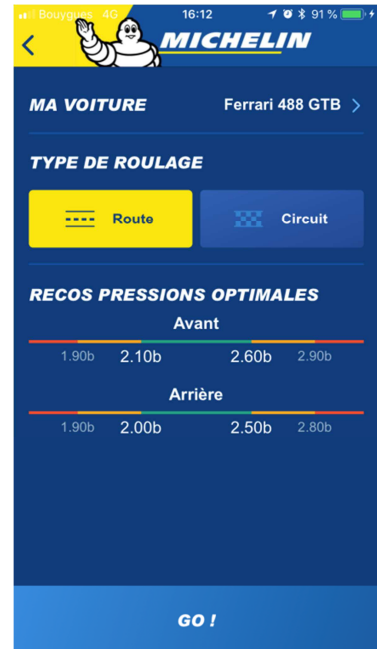 Bouygues 4G 16:12 91 %
MICHELIN
MA VOITURE Ferrari 488 GTB >
TYPE DE ROULAGE
Route Circuit
RECOS PRESSIONS OPTIMALES
Avant
1.90b 2.10b 2.60b 2.90b
Arrière
1.90b 2.00b 2.50b 2.80b
GO !